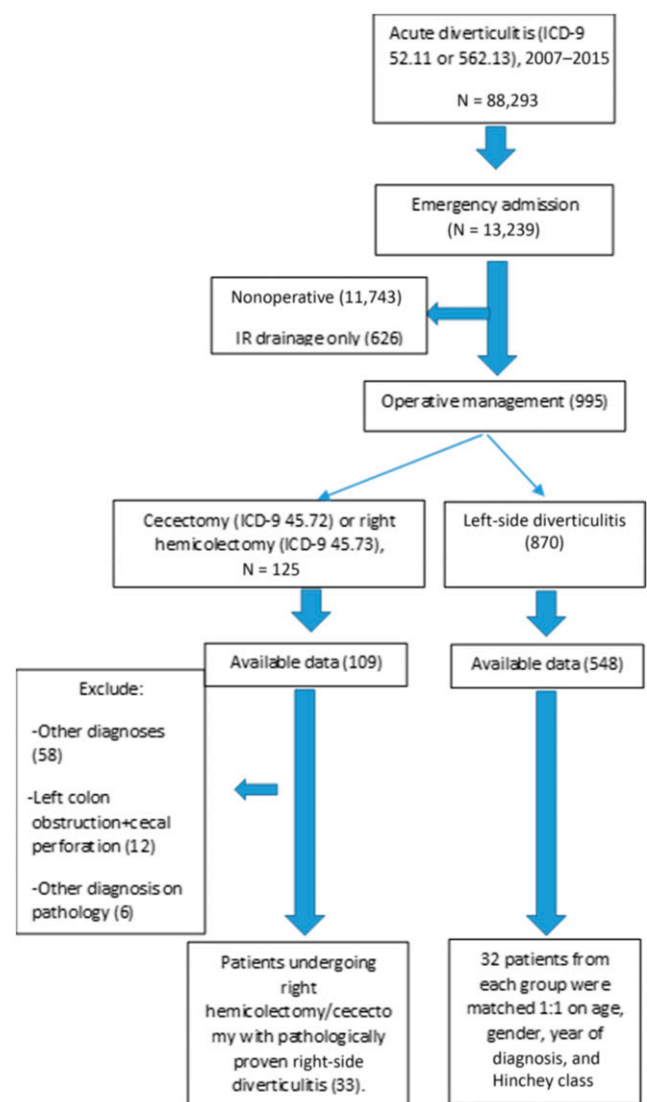 Acute diverticulitis (ICD-9
52.11 or 562.13), 2007–2015
N = 88,293
Emergency admission
(N = 13,239)
Nonoperative (11,743)
IR drainage only (626)
Operative management (995)
Cecectomy (ICD-9 45.72) or right
hemicolectomy (ICD-9 45.73),
N = 125
Left-side diverticulitis
(870)
Available data (109)
Available data (548)
Exclude:
-Other diagnoses
(58)
-Left colon
obstruction+cecal
perforation (12)
-Other diagnosis on
pathology (6)
Patients undergoing
right
hemicolectomy/cececto
my with pathologically
proven right-side
diverticulitis (33).
32 patients from
each group were
matched 1:1 on age,
gender, year of
diagnosis, and
Hinchey class